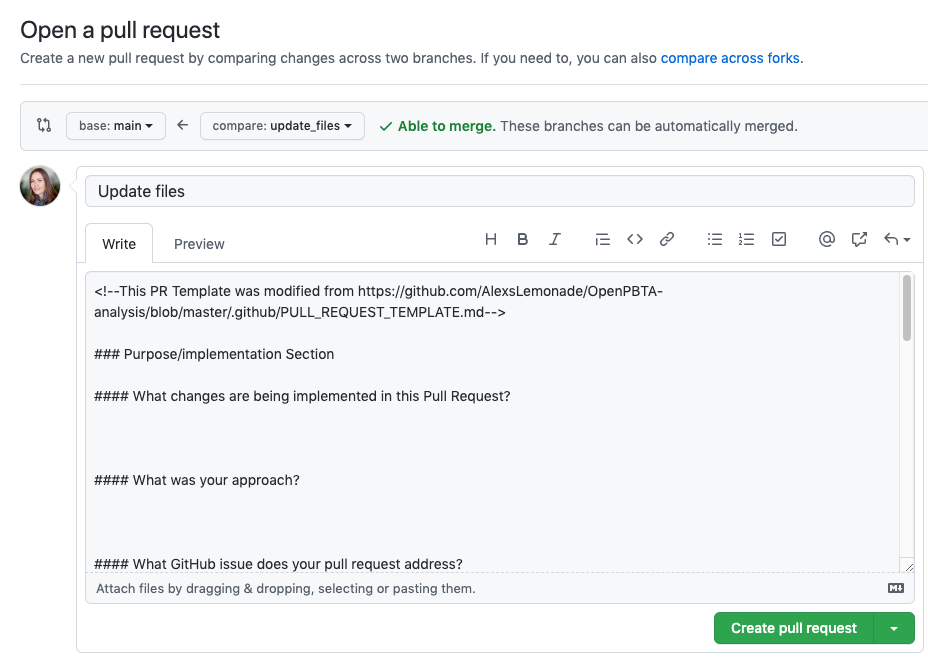 Open a pull request
Create a new pull request by comparing changes across two branches. If you need to, you can also compare across forks.
base: main
compare: update_files
Able to merge. These branches can be automatically merged.
Update files
Write
Preview
<!--This PR Template was modified from https://github.com/AlexsLemonade/OpenPBTA-
analysis/blob/master/.github/PULL_REQUEST_TEMPLATE.md-->
### Purpose/implementation Section
#### What changes are being implemented in this Pull Request?
#### What was your approach?
#### What GitHub issue does your pull request address?
Attach files by dragging & dropping, selecting or pasting them.
Create pull request